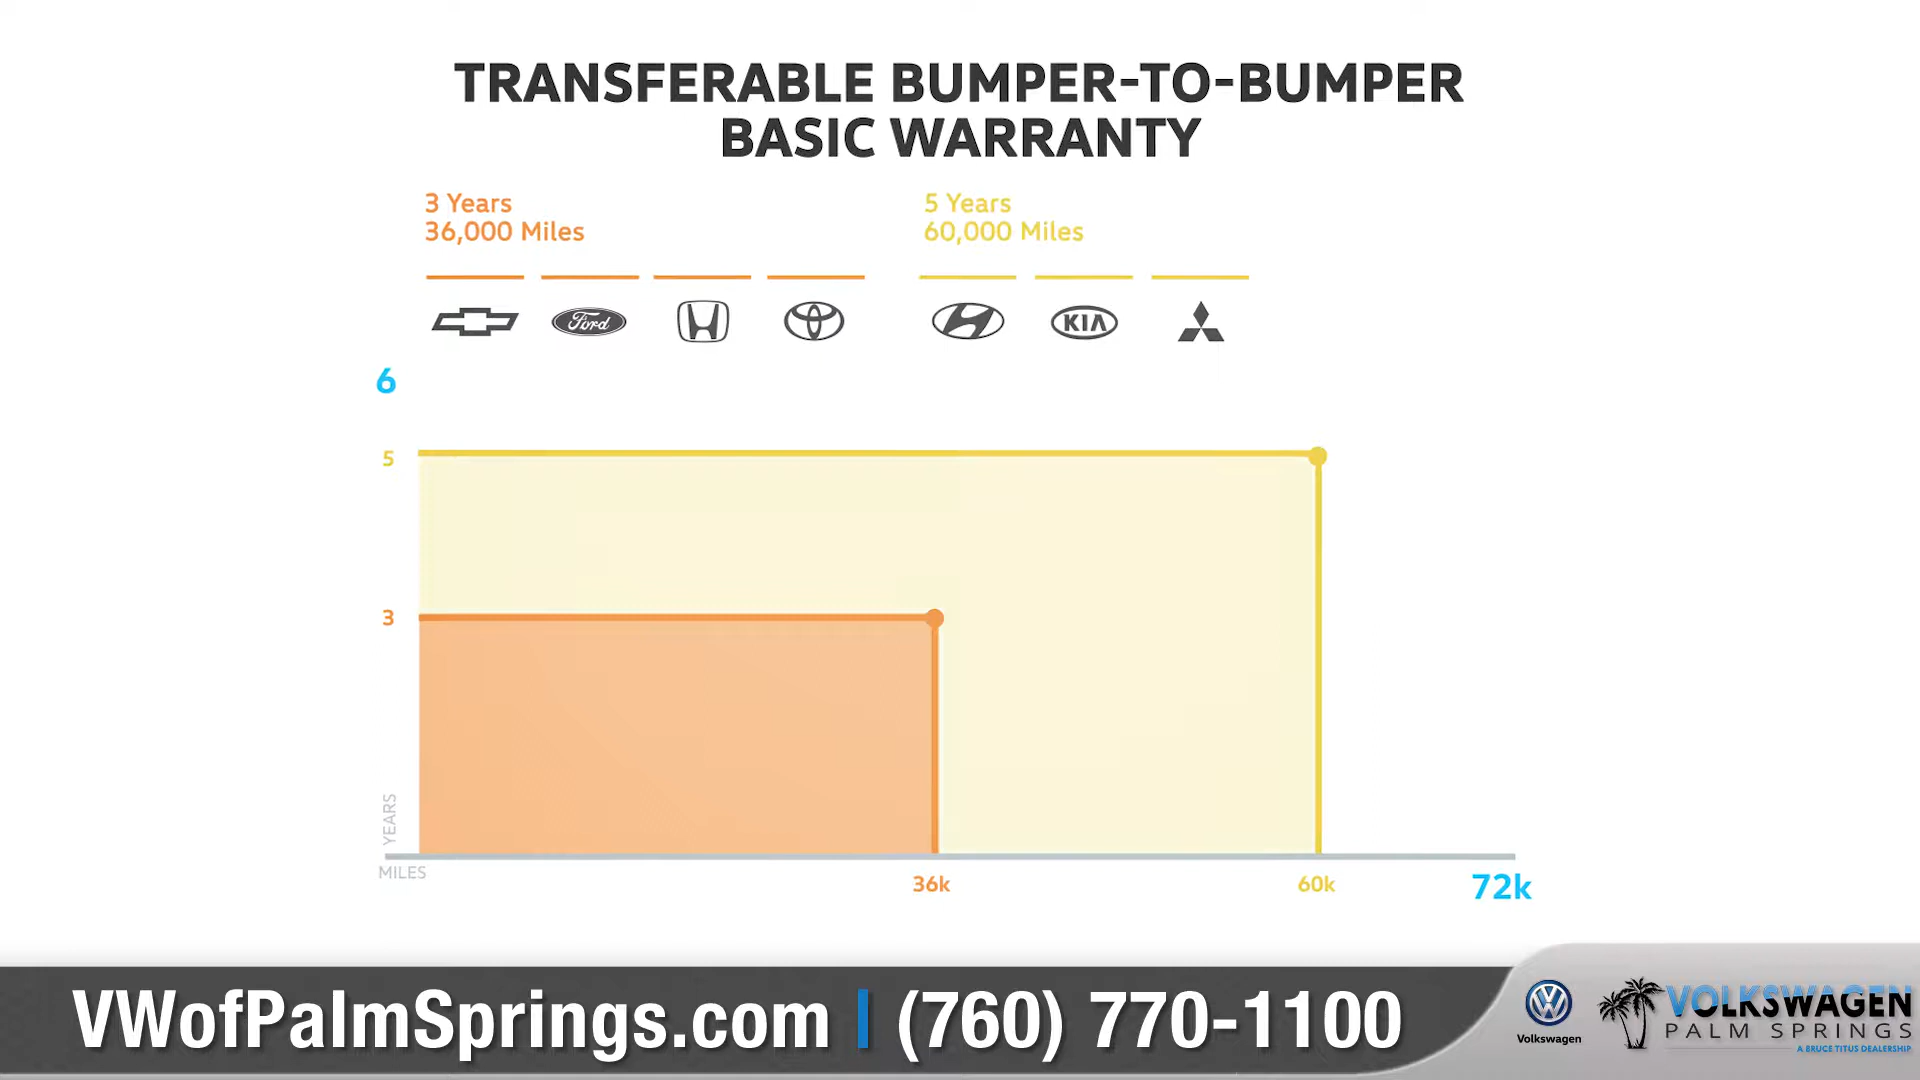 TRANSFERABLE BUMPER-TO-BUMPER
BASIC WARRANTY
3 Years
36,000 Miles
5 Years
60,000 Miles
Ford
KIA
6
5
3
YEARS
MILES
36k
60k
72k
VWofPalmSprings.com | (760) 770-1100
Volkswagen
VOLKSWAGEN
PALM SPRINGS
A BRUCE TITUS DEALERSHIP